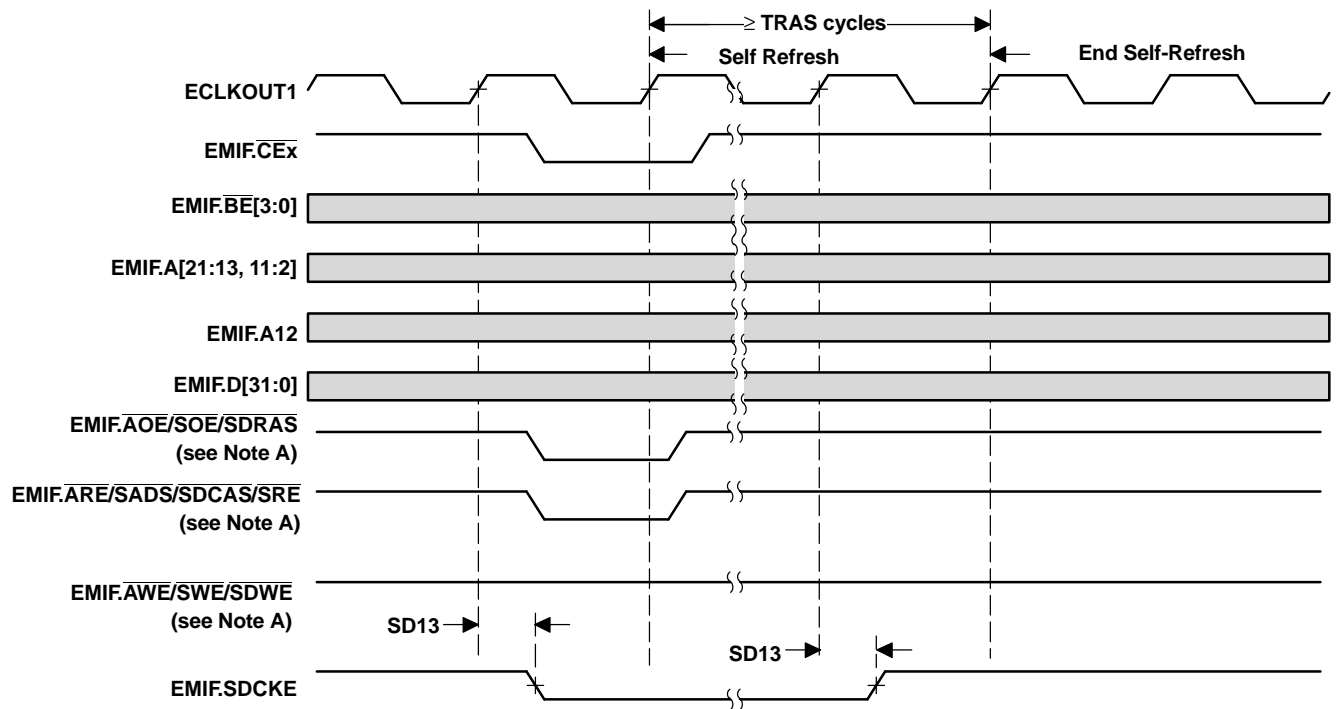 ≥ TRAS cycles
Self Refresh
End Self-Refresh
ECLKOUT1
EMIF.CEx
EMIF.BE[3:0]
EMIF.A[21:13, 11:2]
EMIF.A12
EMIF.D[31:0]
EMIF.AOE/SOE/SDRAS
(see Note A)
EMIF.ARE/SADS/SDCAS/SRE
(see Note A)
EMIF.AWE/SWE/SDWE
(see Note A)
SD13
SD13
EMIF.SDCKE